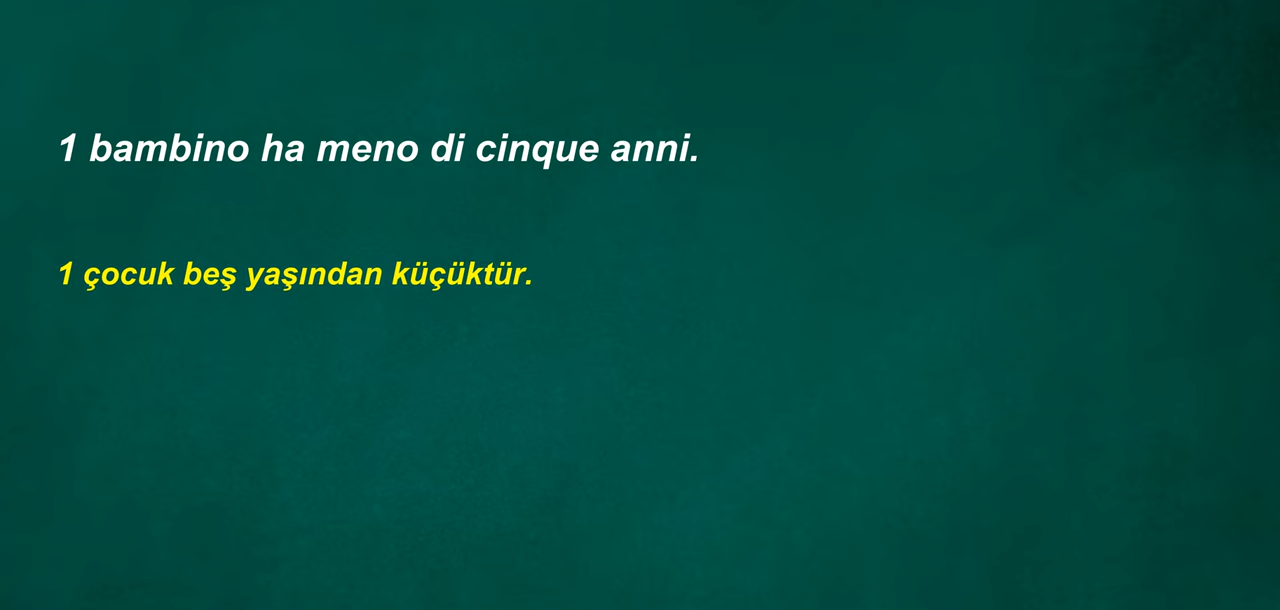 1 bambino ha meno di cinque anni.
1 çocuk beş yaşından küçüktür.